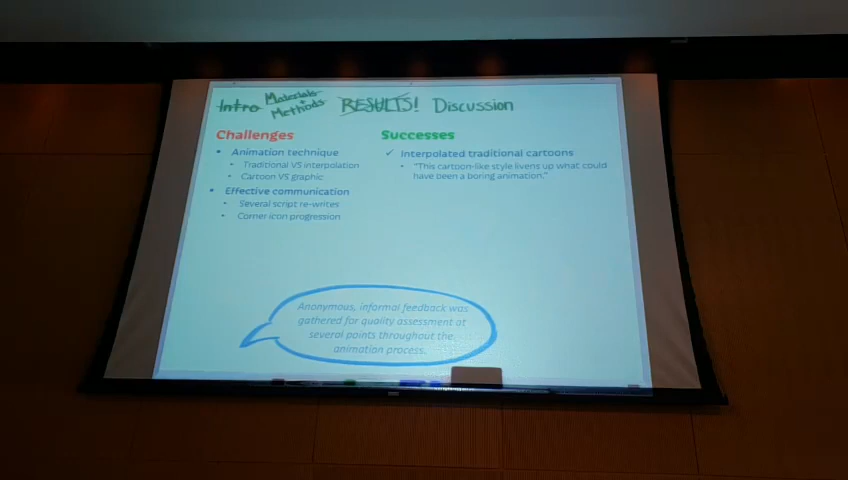 Intro Materials Methods RESULTS! Discussion
Challenges
• Animation technique
• Traditional VS interpolation
• Cartoon VS graphic
• Effective communication
• Several script re-writes
• Corner icon progression
Successes
✓ Interpolated traditional cartoons
• "This cartoon-like style livens up what could
have been a boring animation."
Anonymous, informal feedback was
gathered for quality assessment at
several points throughout the
animation process.